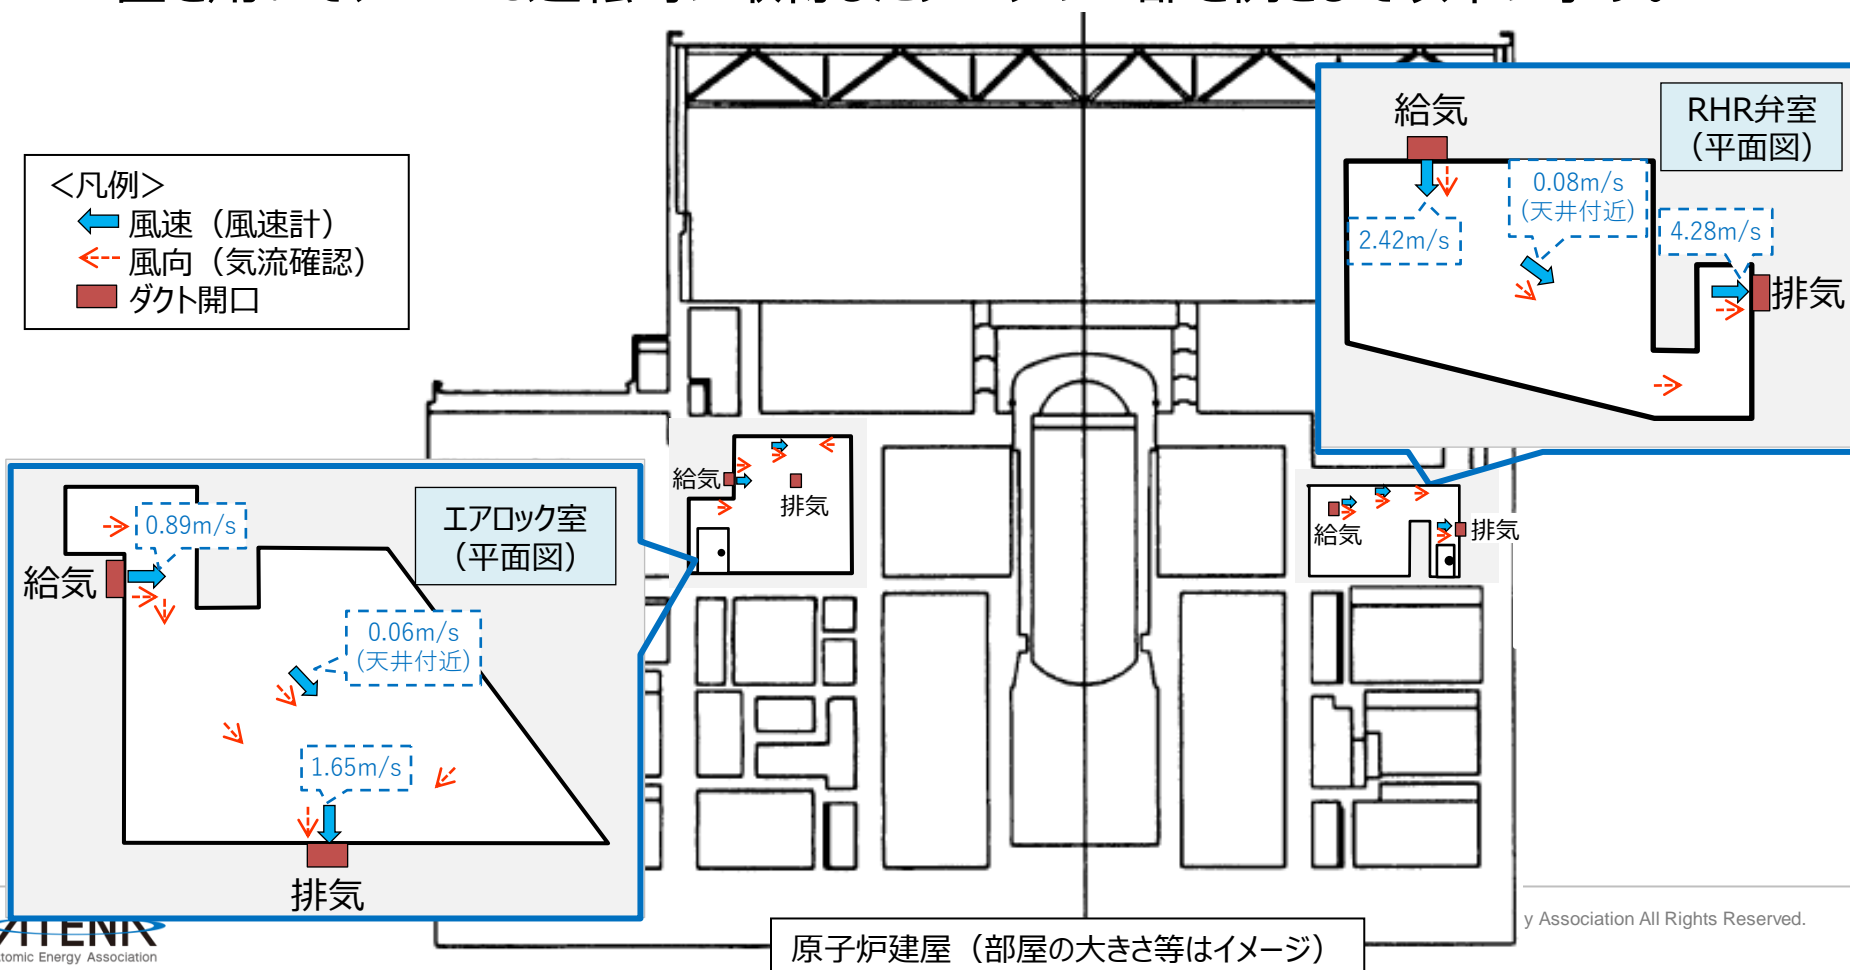 <凡例>
風速（風速計）
風向（気流確認）
ダクト開口
給気
RHR弁室
（平面図）
0.08m/s
(天井付近)
2.42m/s
4.28m/s
排気
給気
排気
給気
排気
エアロック室
（平面図）
0.89m/s
給気
0.06m/s
(天井付近)
1.65m/s
排気
原子炉建屋（部屋の大きさ等はイメージ）
Energy Association
y Association All Rights Reserved.